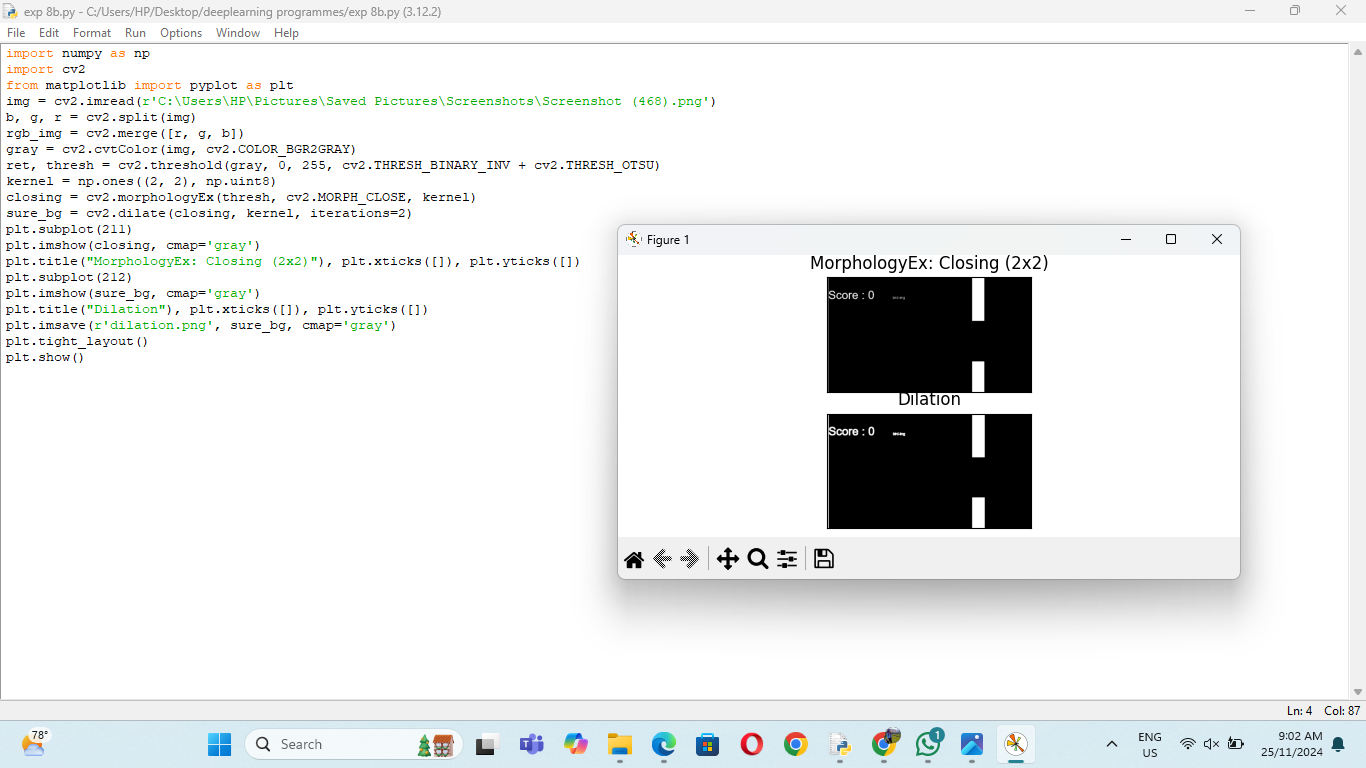 exp 8b.py - C:/Users/HP/Desktop/deeplearning programmes/exp 8b.py (3.12.2)
File Edit Format Run Options Window Help
import numpy as np
import cv2
from matplotlib import pyplot as plt
img = cv2.imread(r'C:\Users\HP\Pictures\Saved Pictures\Screenshots\Screenshot (468).png')
b, g, r = cv2.split(img)
rgb_img = cv2.merge([r, g, b])
gray = cv2.cvtColor(img, cv2.COLOR_BGR2GRAY)
ret, thresh = cv2.threshold(gray, 0, 255, cv2.THRESH_BINARY_INV + cv2.THRESH_OTSU)
kernel = np.ones((2, 2), np.uint8)
closing = cv2.morphologyEx(thresh, cv2.MORPH_CLOSE, kernel)
sure_bg = cv2.dilate(closing, kernel, iterations=2)
plt.subplot(211)
plt.imshow(closing, cmap='gray')
plt.title("MorphologyEx: Closing (2x2)"), plt.xticks([]), plt.yticks([])
plt.subplot(212)
plt.imshow(sure_bg, cmap='gray')
plt.title("Dilation"), plt.xticks([]), plt.yticks([])
plt.imsave(r'dilation.png', sure_bg, cmap='gray')
plt.tight_layout()
plt.show()
Figure 1
MorphologyEx: Closing (2x2)
Score : 0
Dilation
Score : 0
Ln: 4 Col: 87
78°
Search
1
ENG
US
9:02 AM
25/11/2024